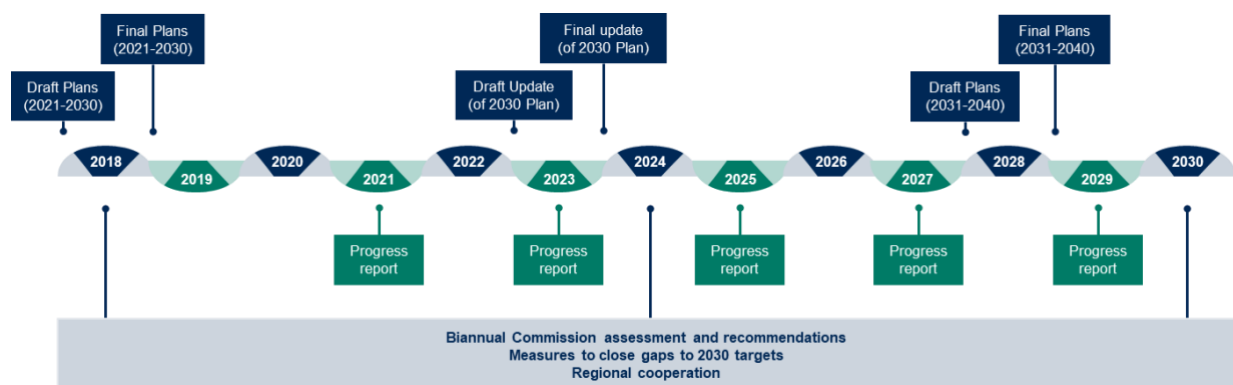 Final Plans
(2021-2030)
Final update
(of 2030 Plan)
Final Plans
(2031-2040)
Draft Plans
(2021-2030)
Draft Update
(of 2030 Plan)
Draft Plans
(2031-2040)
2018
2019
2020
2021
2022
2023
2024
2025
2026
2027
2028
2029
2030
Progress
report
Progress
report
Progress
report
Progress
report
Progress
report
Biannual Commission assessment and recommendations
Measures to close gaps to 2030 targets
Regional cooperation